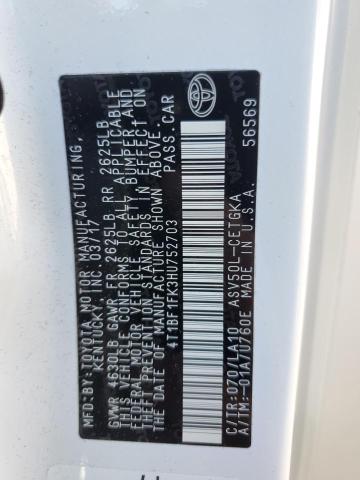 MFD.BY:TOYOTA MOTOR MANUFACTURING,
KENTUCKY, INC. 03/17
GVWR 4630LB GAWR FR 2625LB RR 2625LB
THIS VEHICLE CONFORMS TO ALL APPLICABLE
FEDERAL MOTOR VEHICLE SAFETY, BUMPER, AND
THEFT PREVENTION STANDARDS IN EFFECT ON
THE DATE OF MANUFACTURE SHOWN ABOVE.
4T1BF1FK3HU752703 PASS.CAR
C/TR:070/LA10 ASV50L-CETGKA
A/TM:-01A/U760E MADE IN U.S.A.
56569
TOYOTA